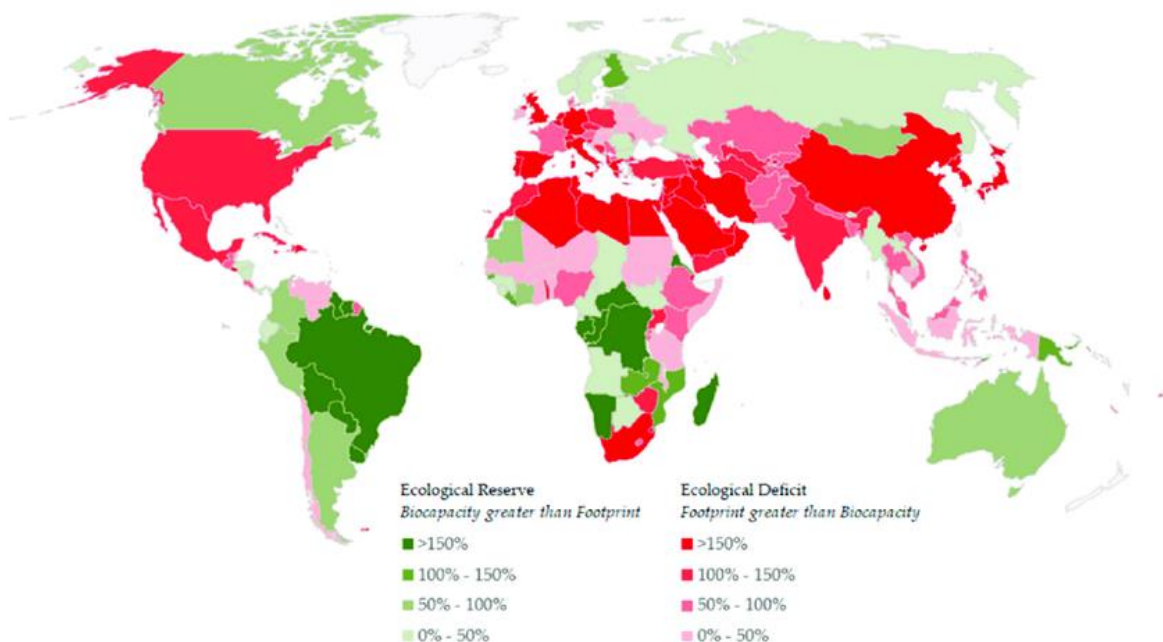 Ecological Reserve
Biocapacity greater than Footprint
>150%
100% - 150%
50% - 100%
0% - 50%
Ecological Deficit
Footprint greater than Biocapacity
>150%
100% - 150%
50% - 100%
0% - 50%